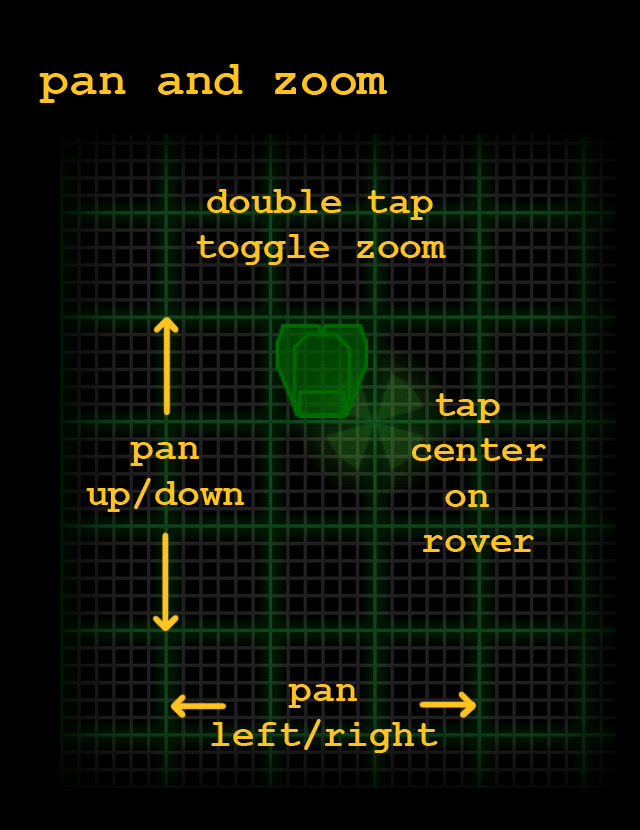 pan and zoom
double tap
toggle zoom
pan
up/down
tap
center
on
rover
pan
left/right